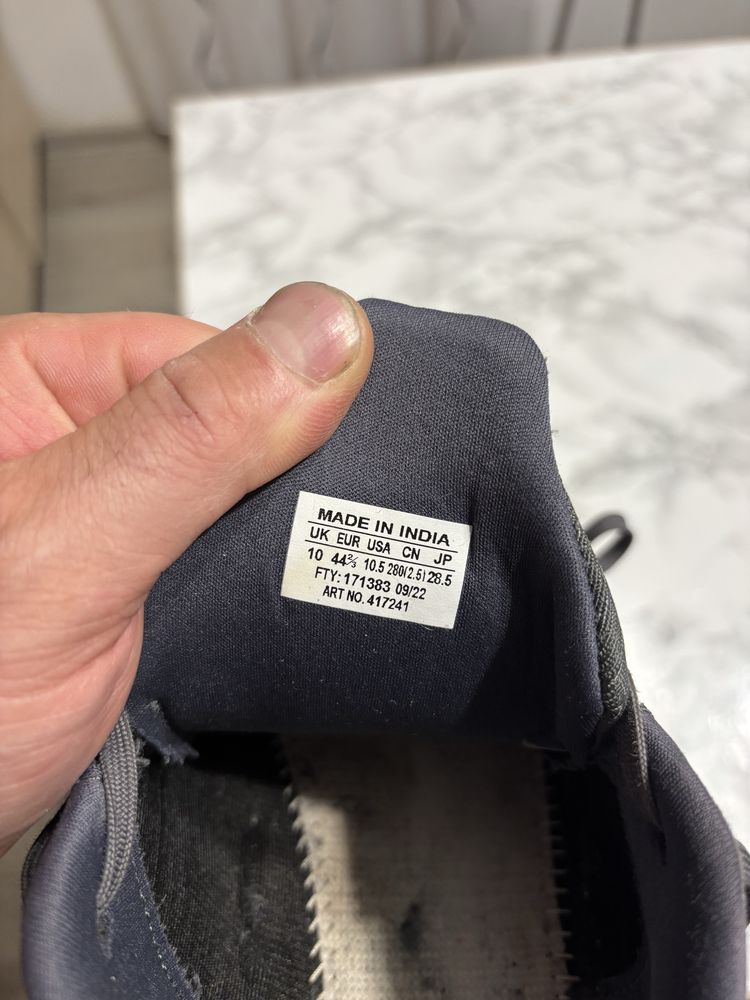 MADE IN INDIA
UK EUR USA CN JP
10 44⅔ 10.5 280(2.5) 28.5
FTY: 171383 09/22
ART NO. 417241